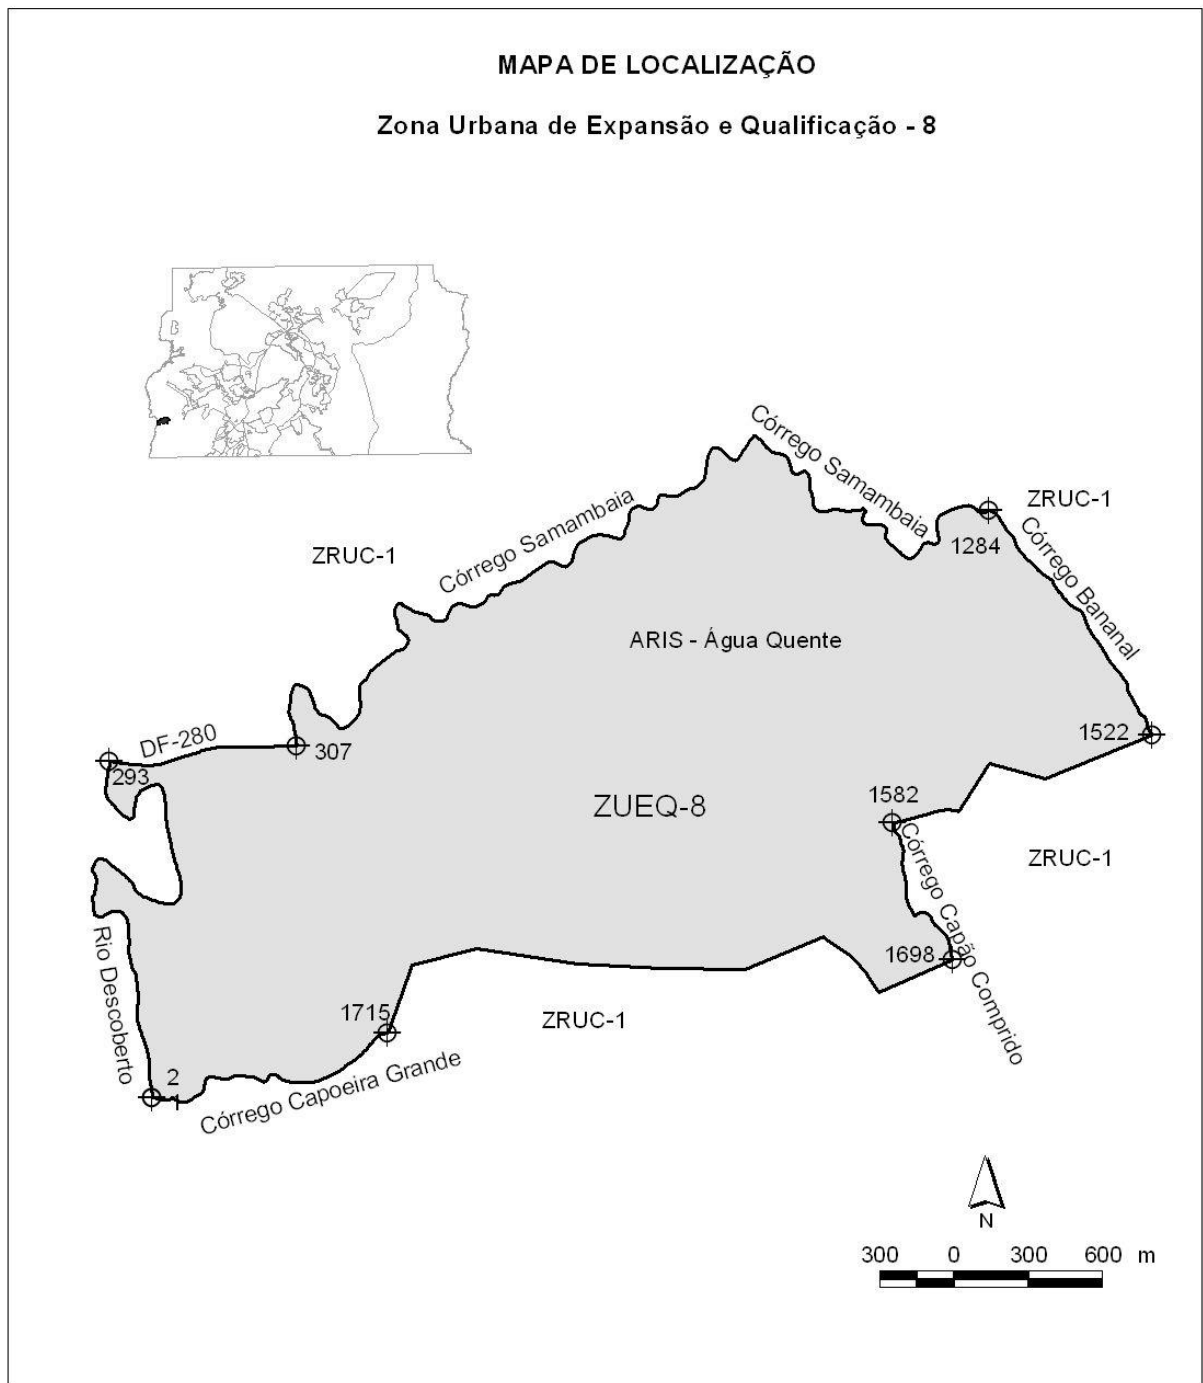 MAPA DE LOCALIZAÇÃO
Zona Urbana de Expansão e Qualificação - 8
Córrego Samambaia
ZRUC-1
Córrego Samambaia
ZRUC-1
1284
Córrego Bananal
ARIS - Água Quente
DF-280
307
293
1522
ZUEQ-8
1582
ZRUC-1
Córrego Capão Comprido
Rio Descoberto
1698
1715
ZRUC-1
2
1
Córrego Capoeira Grande
N
300 0 300 600 m